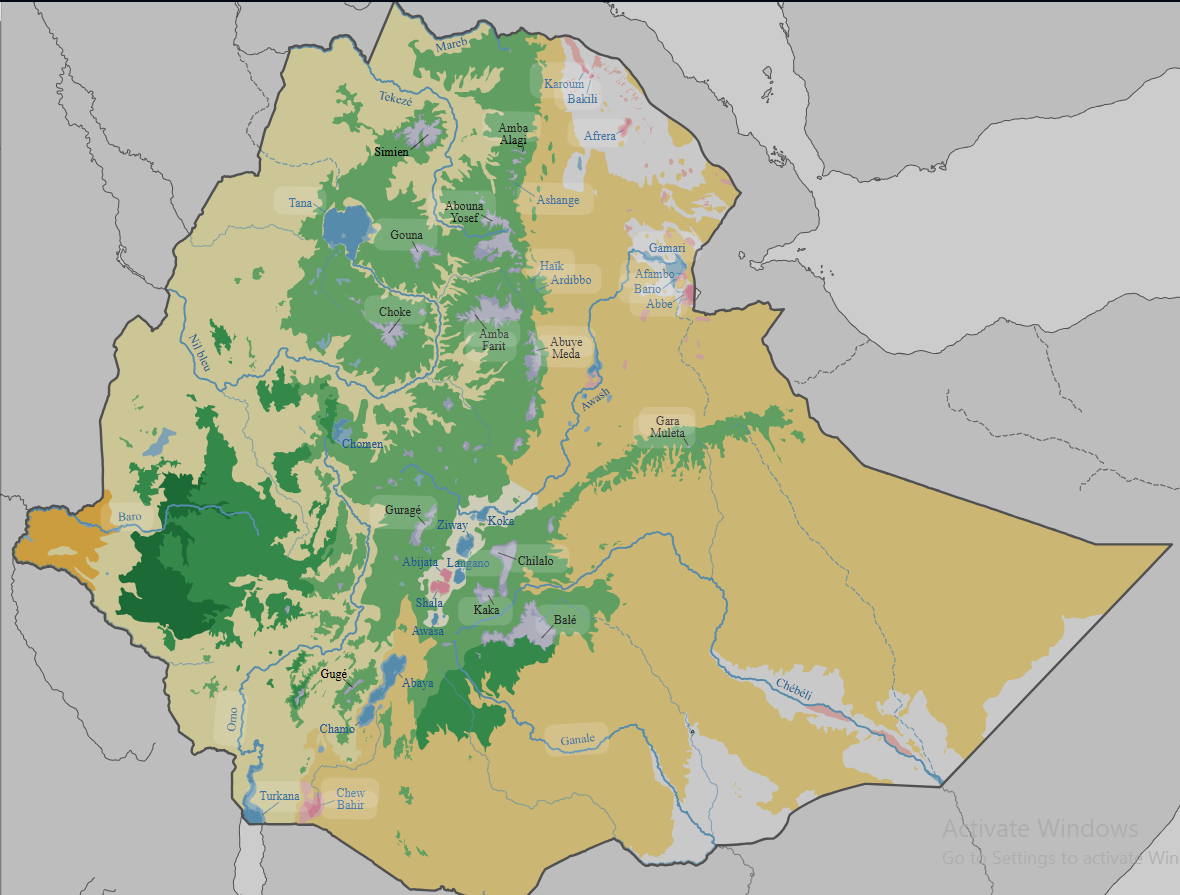 Mareb
Karoum
Bakili
Tekezé
Afrera
Amba
Alagi
Simien
Tana
Ashange
Abouna
Yosef
Gouna
Gamari
Haïk
Ardibbo
Afambo
Bario
Abbe
Choke
Nil bleu
Amba
Farit
Abuye
Meda
Awash
Gara
Muleta
Chomen
Baro
Guragé
Ziway
Koka
Abijata
Langano
Chilalo
Shala
Kaka
Balé
Awasa
Gugé
Abaya
Chébéli
Omo
Chamo
Ganale
Turkana
Chew
Bahir
Activate Windows
Go to Settings to activate Win